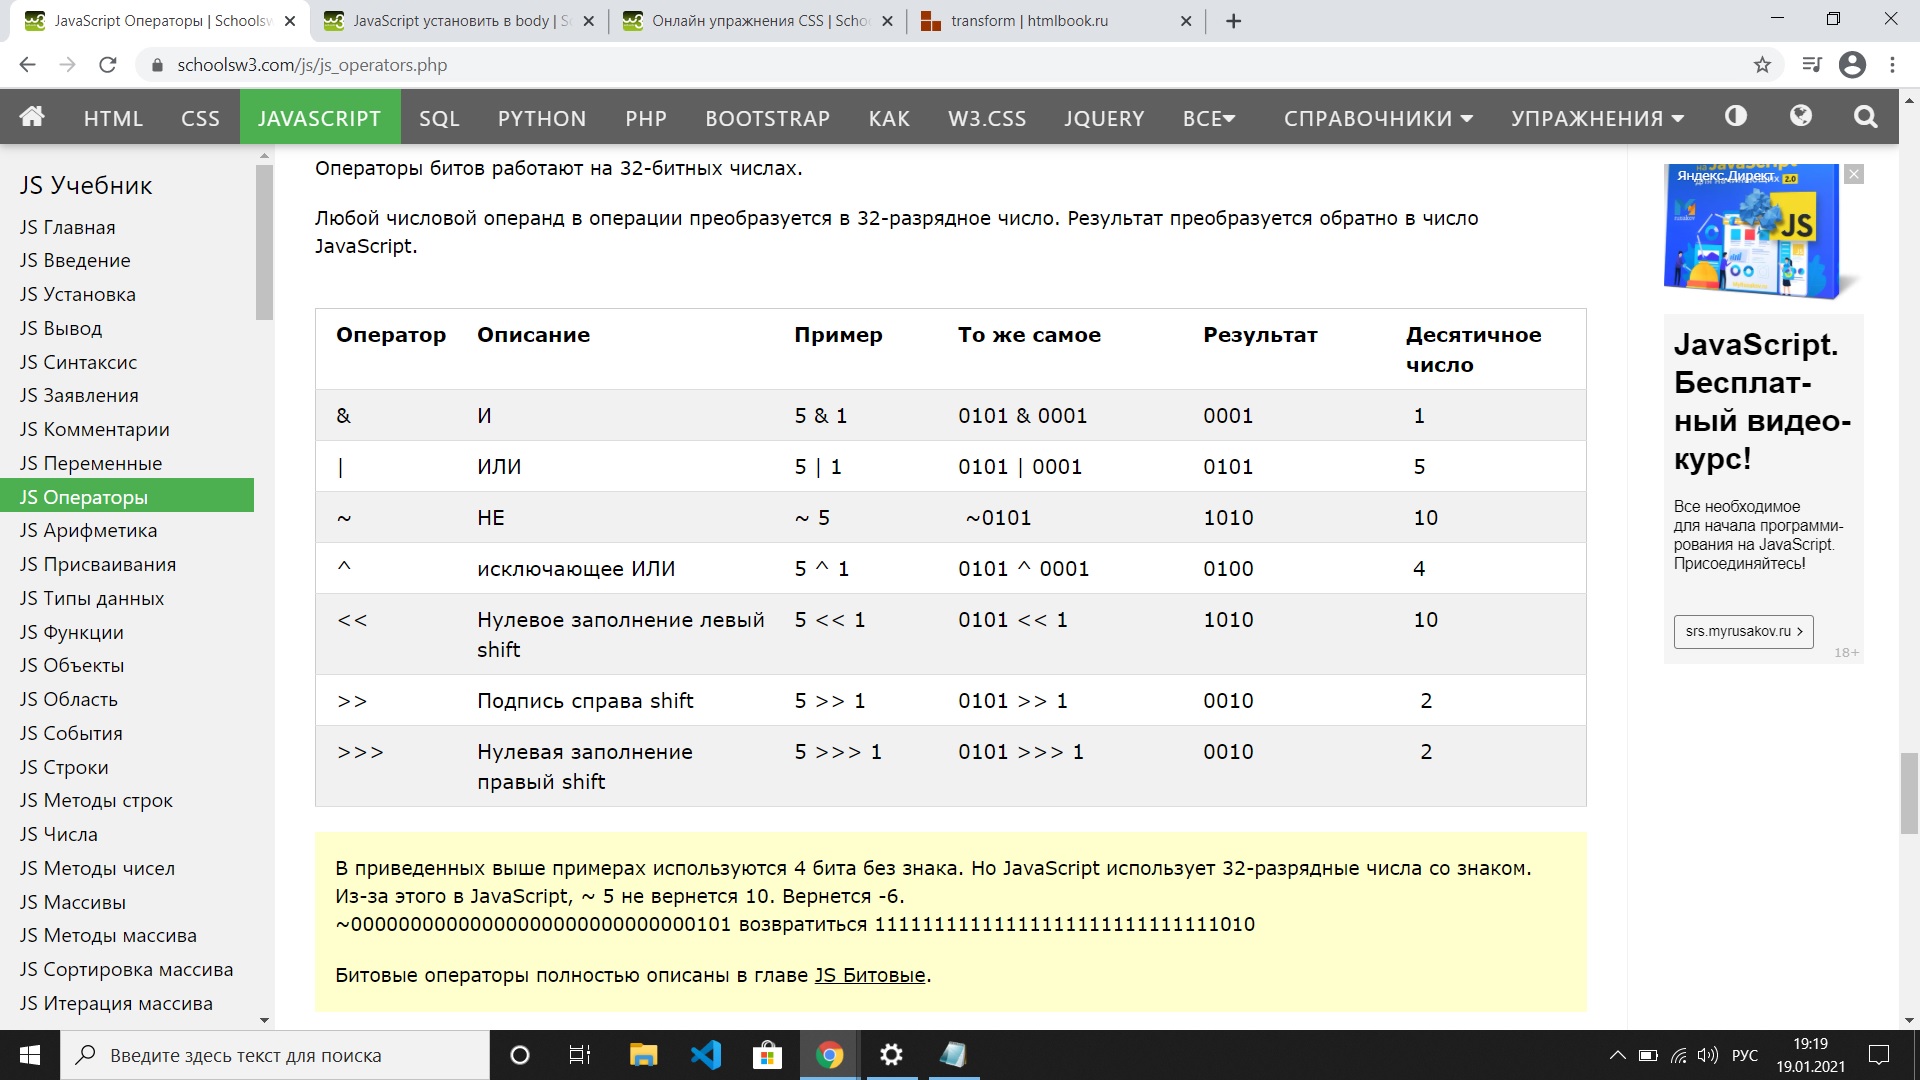 JavaScript Операторы | Schoolsw
JavaScript установить в body | Sc
Онлайн упражнения CSS | Schoo
transform | htmlbook.ru
schoolsw3.com/js/js_operators.php
HTML CSS JAVASCRIPT SQL PYTHON PHP BOOTSTRAP КАК W3.CSS JQUERY ВСЕ СПРАВОЧНИКИ УПРАЖНЕНИЯ
JS Учебник
JS Главная
JS Введение
JS Установка
JS Вывод
JS Синтаксис
JS Заявления
JS Комментарии
JS Переменные
JS Операторы
JS Арифметика
JS Присваивания
JS Типы данных
JS Функции
JS Объекты
JS Область
JS События
JS Строки
JS Методы строк
JS Числа
JS Методы чисел
JS Массивы
JS Методы массива
JS Сортировка массива
JS Итерация массива
Операторы битов работают на 32-битных числах.
Любой числовой операнд в операции преобразуется в 32-разрядное число. Результат преобразуется обратно в число
JavaScript.
Оператор Описание Пример То же самое Результат Десятичное
число
& И 5 & 1 0101 & 0001 0001 1
| ИЛИ 5 | 1 0101 | 0001 0101 5
~ НЕ ~ 5 ~0101 1010 10
^ исключающее ИЛИ 5 ^ 1 0101 ^ 0001 0100 4
<< Нулевое заполнение левый 5 << 1 0101 << 1 1010 10
shift
>> Подпись справа shift 5 >> 1 0101 >> 1 0010 2
>>> Нулевая заполнение 5 >>> 1 0101 >>> 1 0010 2
правый shift
В приведенных выше примерах используются 4 бита без знака. Но JavaScript использует 32-разрядные числа со знаком.
Из-за этого в JavaScript, ~ 5 не вернется 10. Вернется -6.
~00000000000000000000000000000101 возвратиться 11111111111111111111111111111010
Битовые операторы полностью описаны в главе JS Битовые.
Яндекс.Директ
2.0
JS
JavaScript.
Бесплат-
ный видео-
курс!
Все необходимое
для начала программи-
рования на JavaScript.
Присоединяйтесь!
srs.myrusakov.ru >
18+
Введите здесь текст для поиска
РУС
19:19
19.01.2021